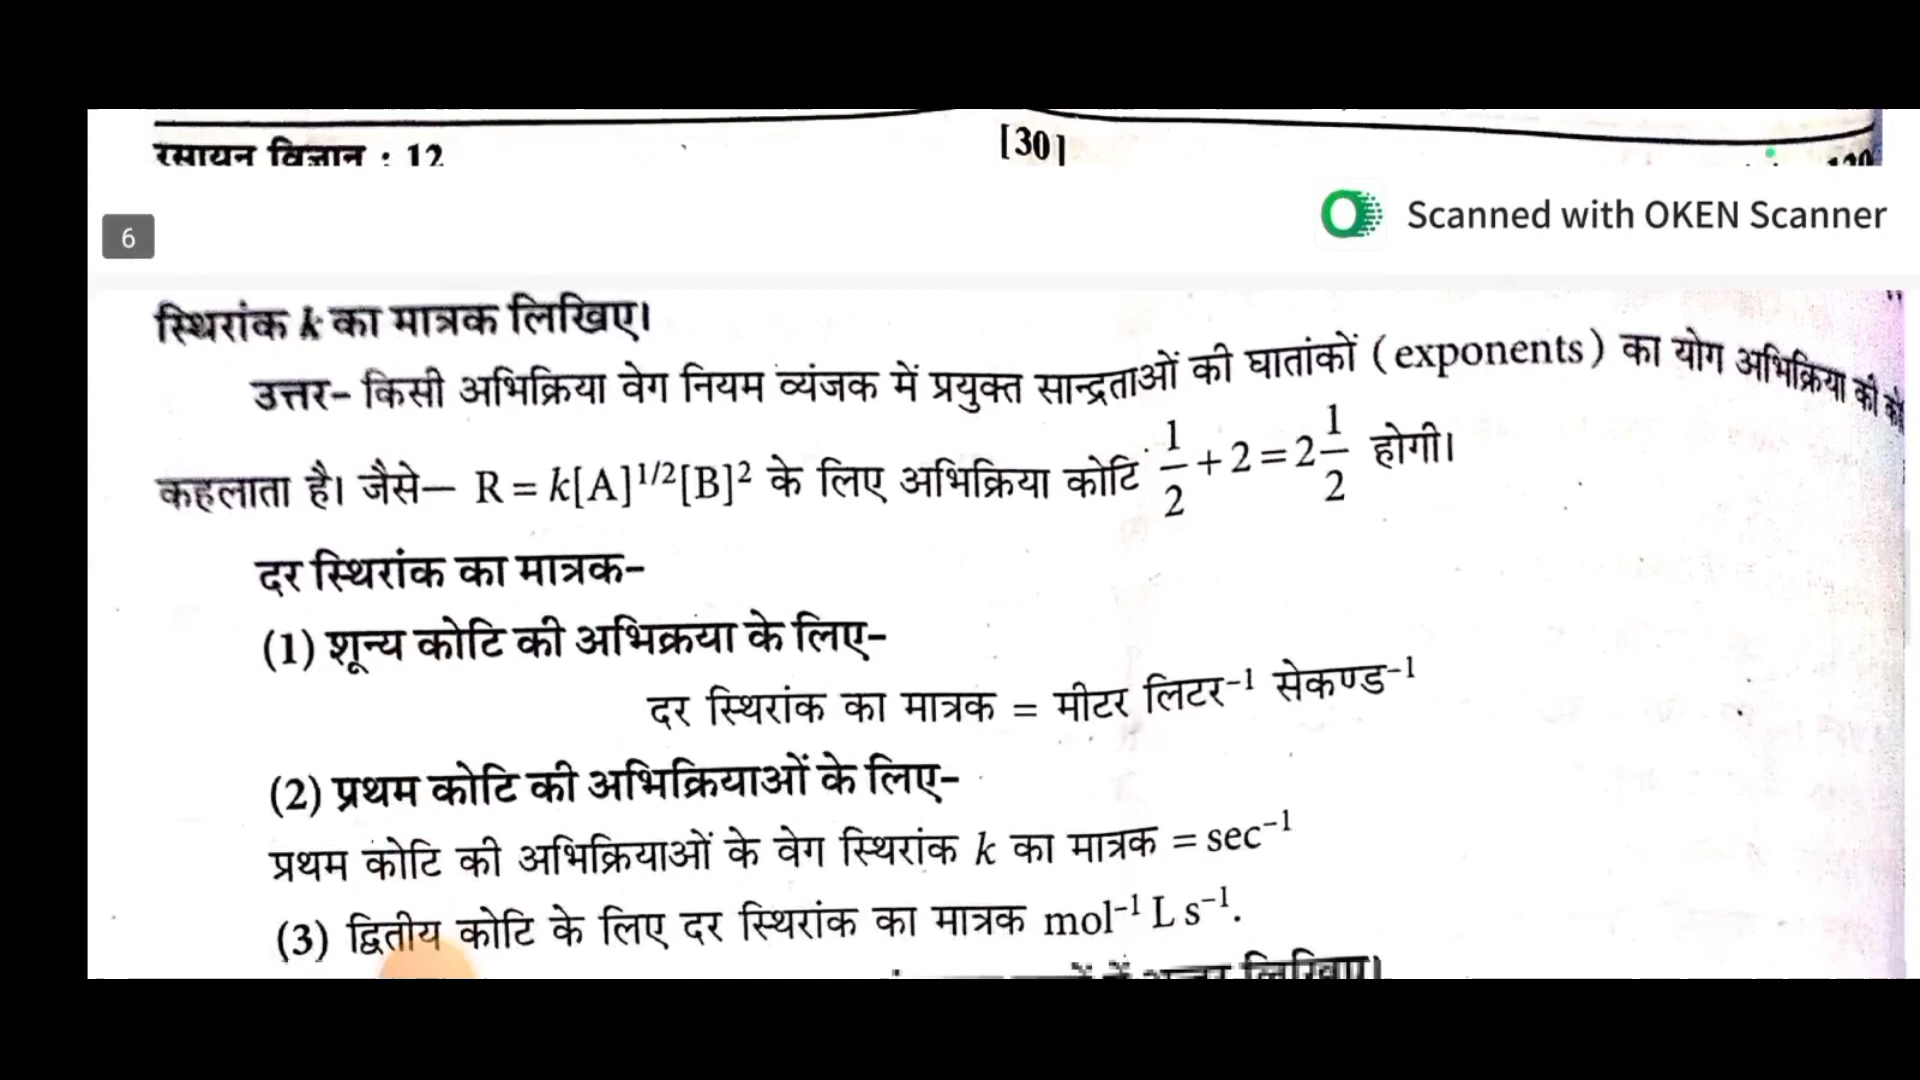 रसायन विज्ञान : 12 [30]
6
Scanned with OKEN Scanner
स्थिरांक k का मात्रक लिखिए।
उत्तर- किसी अभिक्रिया वेग नियम व्यंजक में प्रयुक्त सान्द्रताओं की घातांकों (exponents) का योग अभिक्रिया की
कहलाता है। जैसे— R = k[A]^1/2[B]² के लिए अभिक्रिया कोटि 1/2 + 2 = 2 1/2 होगी।
दर स्थिरांक का मात्रक-
(1) शून्य कोटि की अभिक्रया के लिए-
दर स्थिरांक का मात्रक = मीटर लिटर⁻¹ सेकण्ड⁻¹
(2) प्रथम कोटि की अभिक्रियाओं के लिए-
प्रथम कोटि की अभिक्रियाओं के वेग स्थिरांक k का मात्रक = sec⁻¹
(3) द्वितीय कोटि के लिए दर स्थिरांक का मात्रक mol⁻¹ L s⁻¹.
लिखिए।